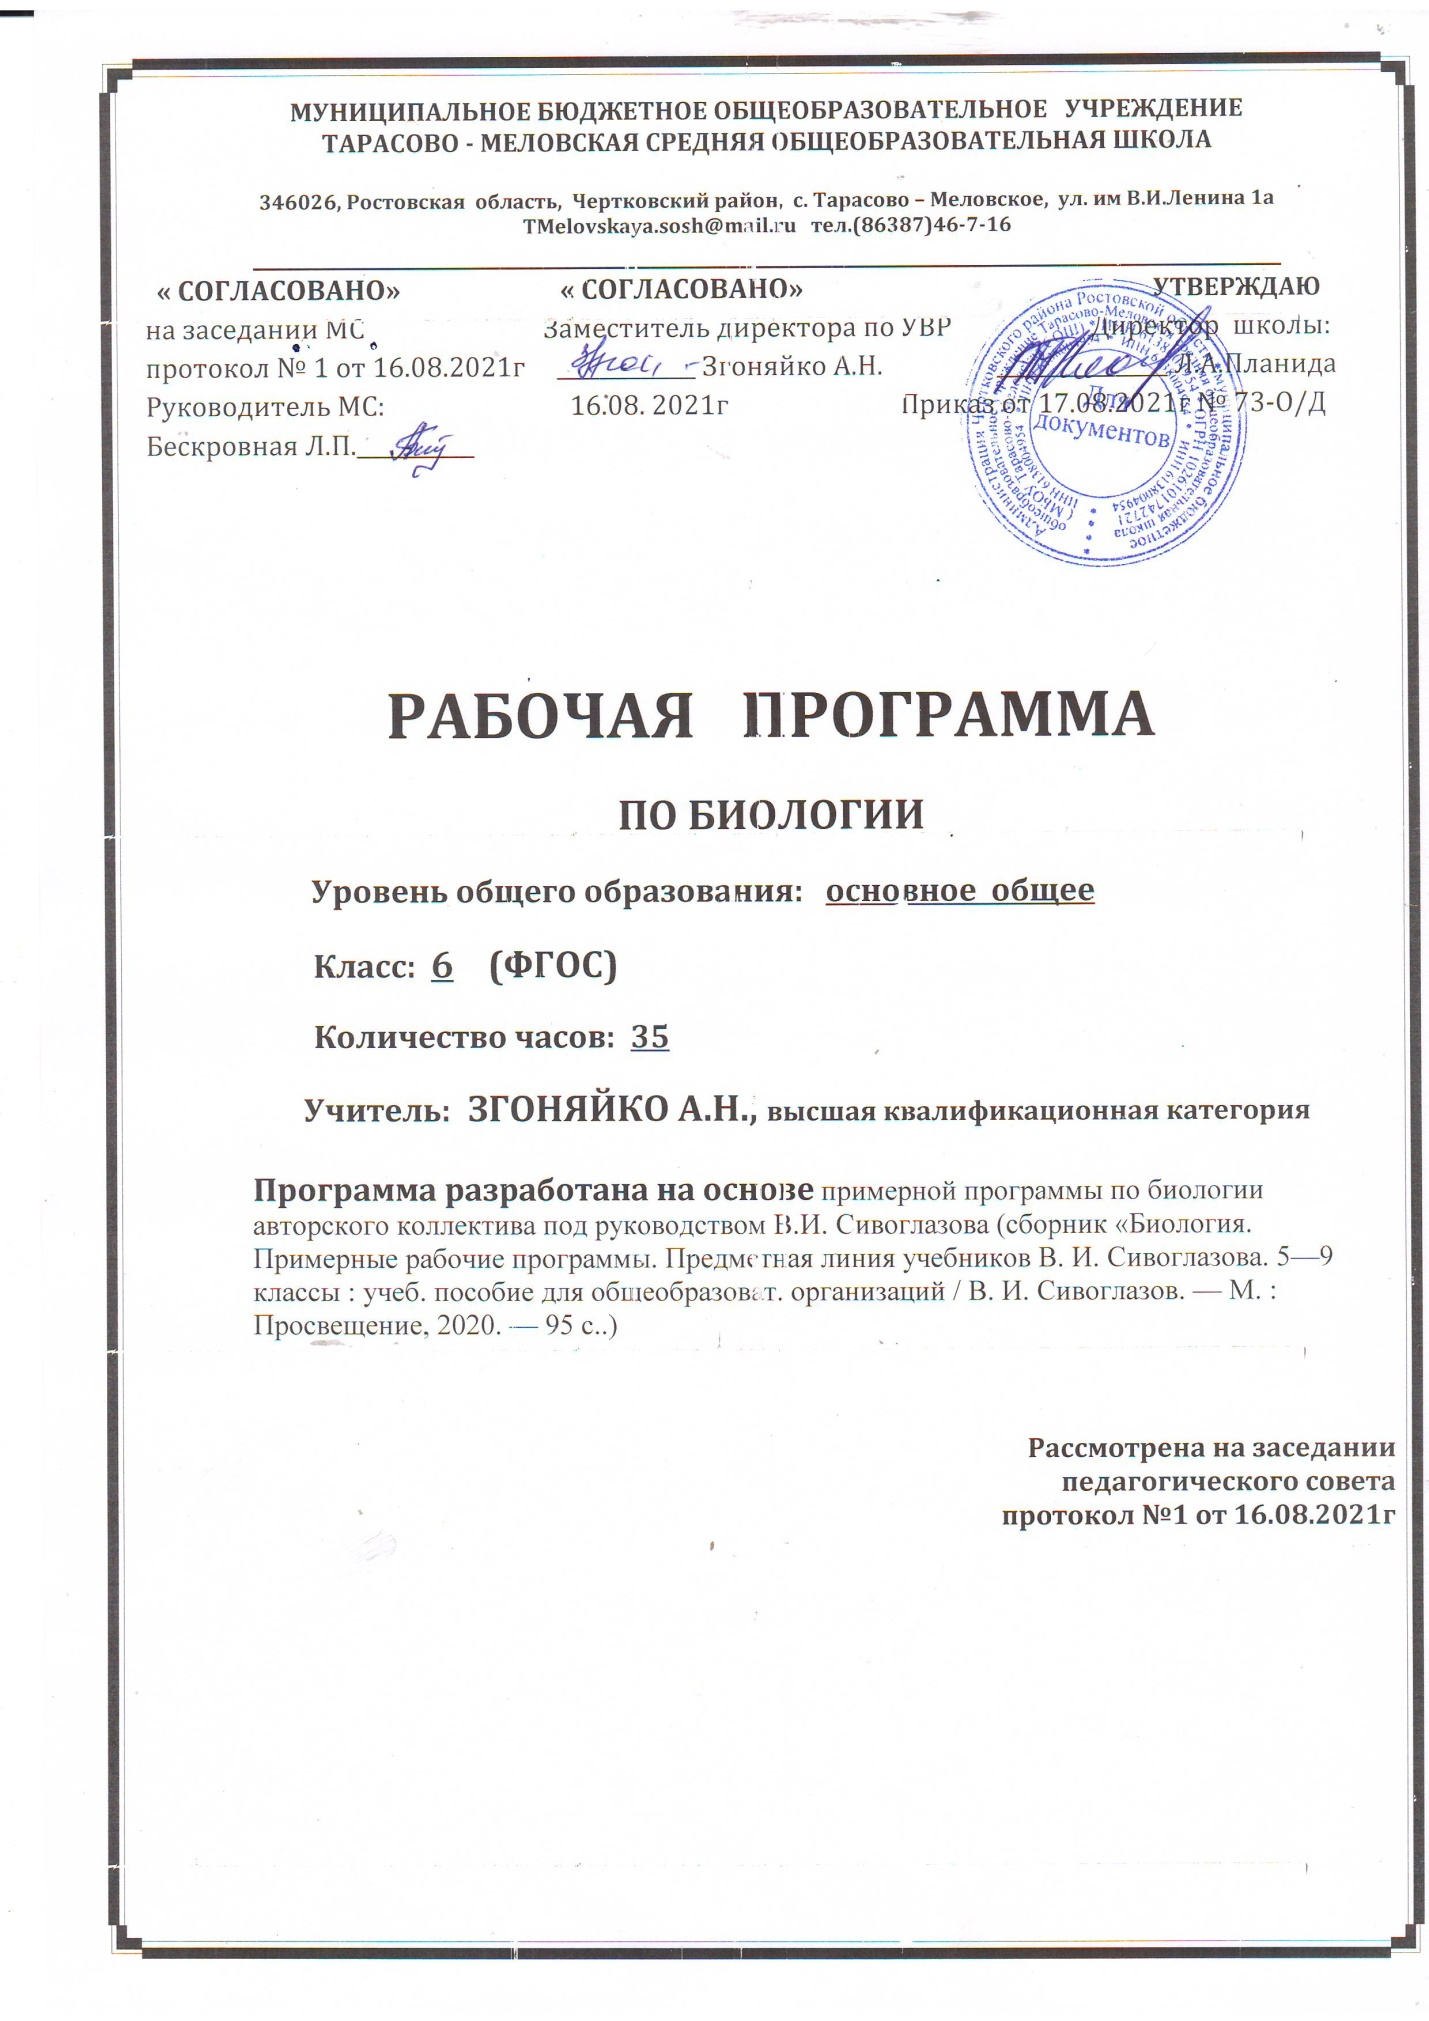 МУНИЦИПАЛЬНОЕ БЮДЖЕТНОЕ ОБЩЕОБРАЗОВАТЕЛЬНОЕ УЧРЕЖДЕНИЕ
ТАРАСОВО - МЕЛОВСКАЯ СРЕДНЯЯ ОБЩЕОБРАЗОВАТЕЛЬНАЯ ШКОЛА
346026, Ростовская область, Чертковский район, с. Тарасово – Меловское, ул. им В.И.Ленина 1а
TMelovskaya.sosh@mail.ru тел.(86387)46-7-16
« СОГЛАСОВАНО» « СОГЛАСОВАНО» УТВЕРЖДАЮ
на заседании МС Заместитель директора по УВР Директор школы:
протокол № 1 от 16.08.2021г Згоняйко А.Н. Л.А.Планида
Руководитель МС: 16.08. 2021г Приказ от 17.08.2021г № 73-О/Д
Бескровная Л.П.
Для
документов
РАБОЧАЯ ПРОГРАММА
ПО БИОЛОГИИ
Уровень общего образования: основное общее
Класс: 6 (ФГОС)
Количество часов: 35
Учитель: ЗГОНЯЙКО А.Н., высшая квалификационная категория
Программа разработана на основе примерной программы по биологии
авторского коллектива под руководством В.И. Сивоглазова (сборник «Биология.
Примерные рабочие программы. Предметная линия учебников В. И. Сивоглазова. 5—9
классы : учеб. пособие для общеобразоват. организаций / В. И. Сивоглазов. — М. :
Просвещение, 2020. — 95 с..)
Рассмотрена на заседании
педагогического совета
протокол №1 от 16.08.2021г